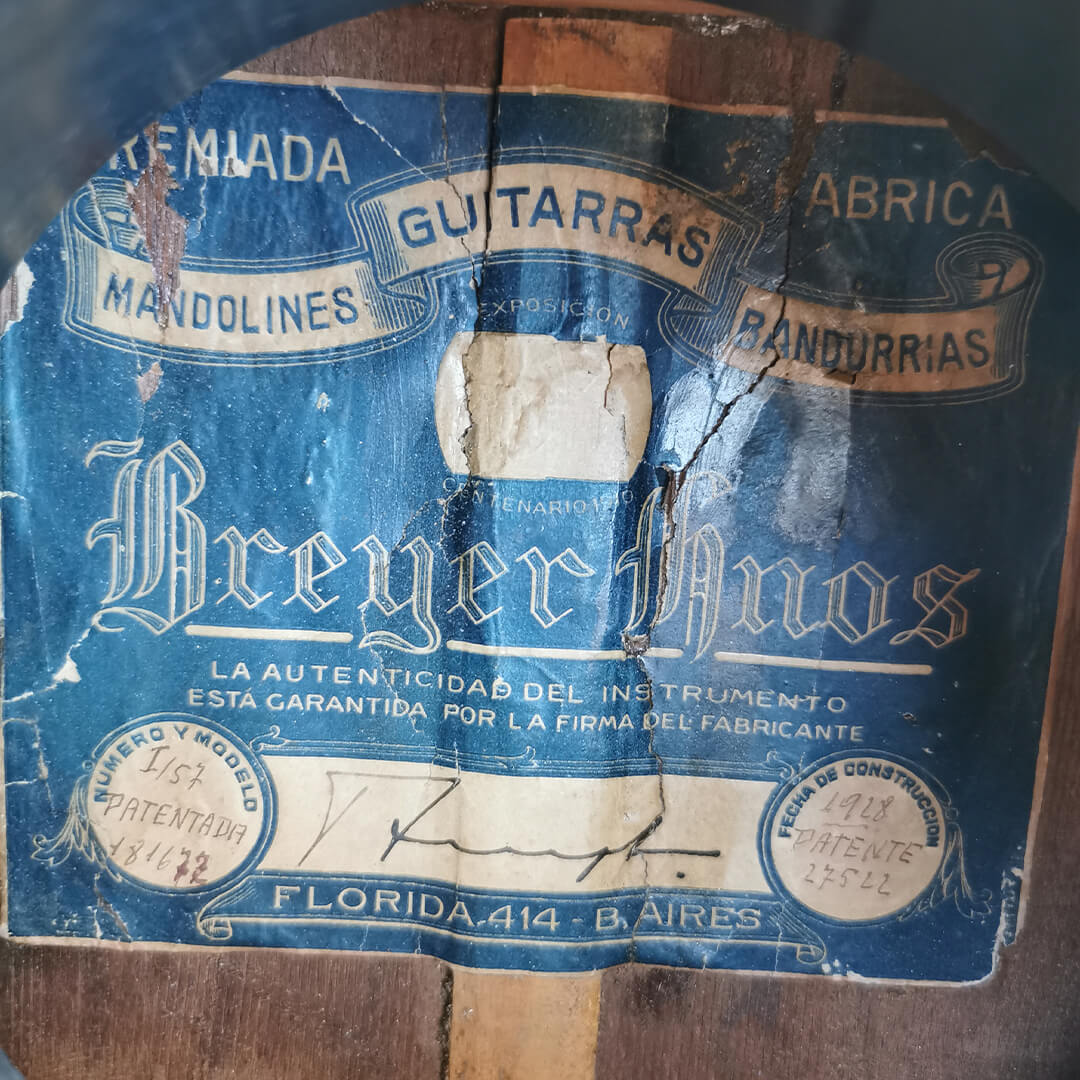 PREMIADA FABRICA
GUITARRAS
MANDOLINES
BANDURRIAS
EXPOSICION
CENTENARIO 1910
Breyer Hnos
LA AUTENTICIDAD DEL INSTRUMENTO
ESTÁ GARANTIDA POR LA FIRMA DEL FABRICANTE
NUMERO Y MODELO
I/57
PATENTADA
181672
FECHA DE CONSTRUCCION
1928
PATENTE
27522
FLORIDA 414 - B. AIRES